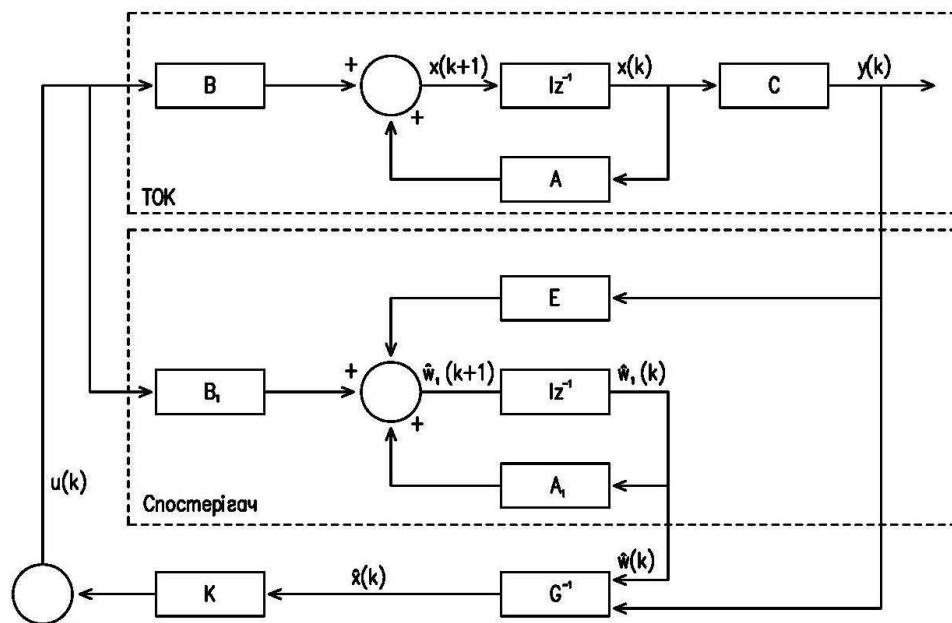 + x(k+1) x(k) y(k)
B Iz⁻¹ C
+
A
ТОК
E
+ ŵ₁(k+1) ŵ₁(k)
B₁ Iz⁻¹
+
u(k) A₁
Спостерігач
x̂(k) ŵ(k)
K G⁻¹